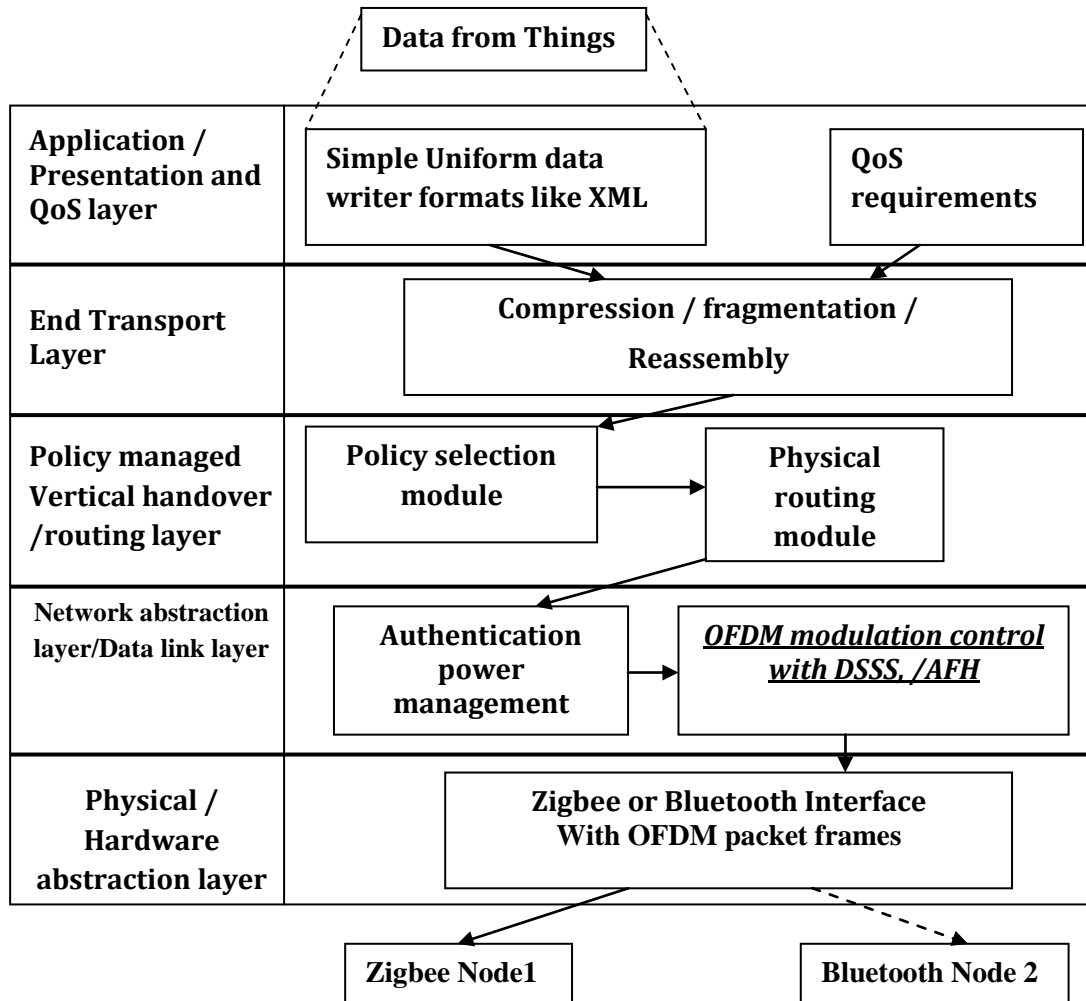 Data from Things
Application /
Presentation and
QoS layer
Simple Uniform data
writer formats like XML
QoS
requirements
End Transport
Layer
Compression / fragmentation /
Reassembly
Policy managed
Vertical handover
/routing layer
Policy selection
module
Physical
routing
module
Network abstraction
layer/Data link layer
Authentication
power
management
OFDM modulation control
with DSSS, /AFH
Physical /
Hardware
abstraction layer
Zigbee or Bluetooth Interface
With OFDM packet frames
Zigbee Node1
Bluetooth Node 2